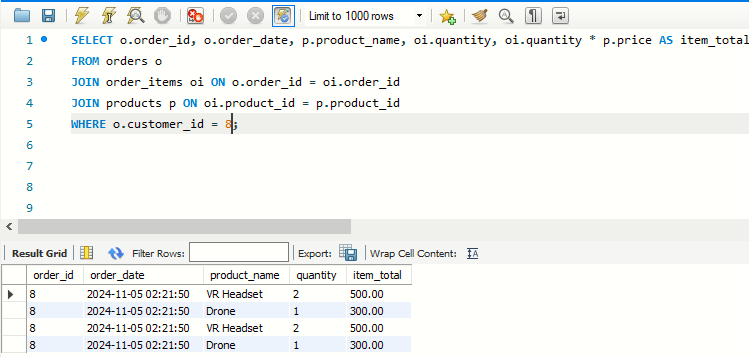 Limit to 1000 rows
1 SELECT o.order_id, o.order_date, p.product_name, oi.quantity, oi.quantity * p.price AS item_total
2 FROM orders o
3 JOIN order_items oi ON o.order_id = oi.order_id
4 JOIN products p ON oi.product_id = p.product_id
5 WHERE o.customer_id = 8;
6
7
8
9
Result Grid Filter Rows: Export: Wrap Cell Content: IA
order_id order_date product_name quantity item_total
8 2024-11-05 02:21:50 VR Headset 2 500.00
8 2024-11-05 02:21:50 Drone 1 300.00
8 2024-11-05 02:21:50 VR Headset 2 500.00
8 2024-11-05 02:21:50 Drone 1 300.00